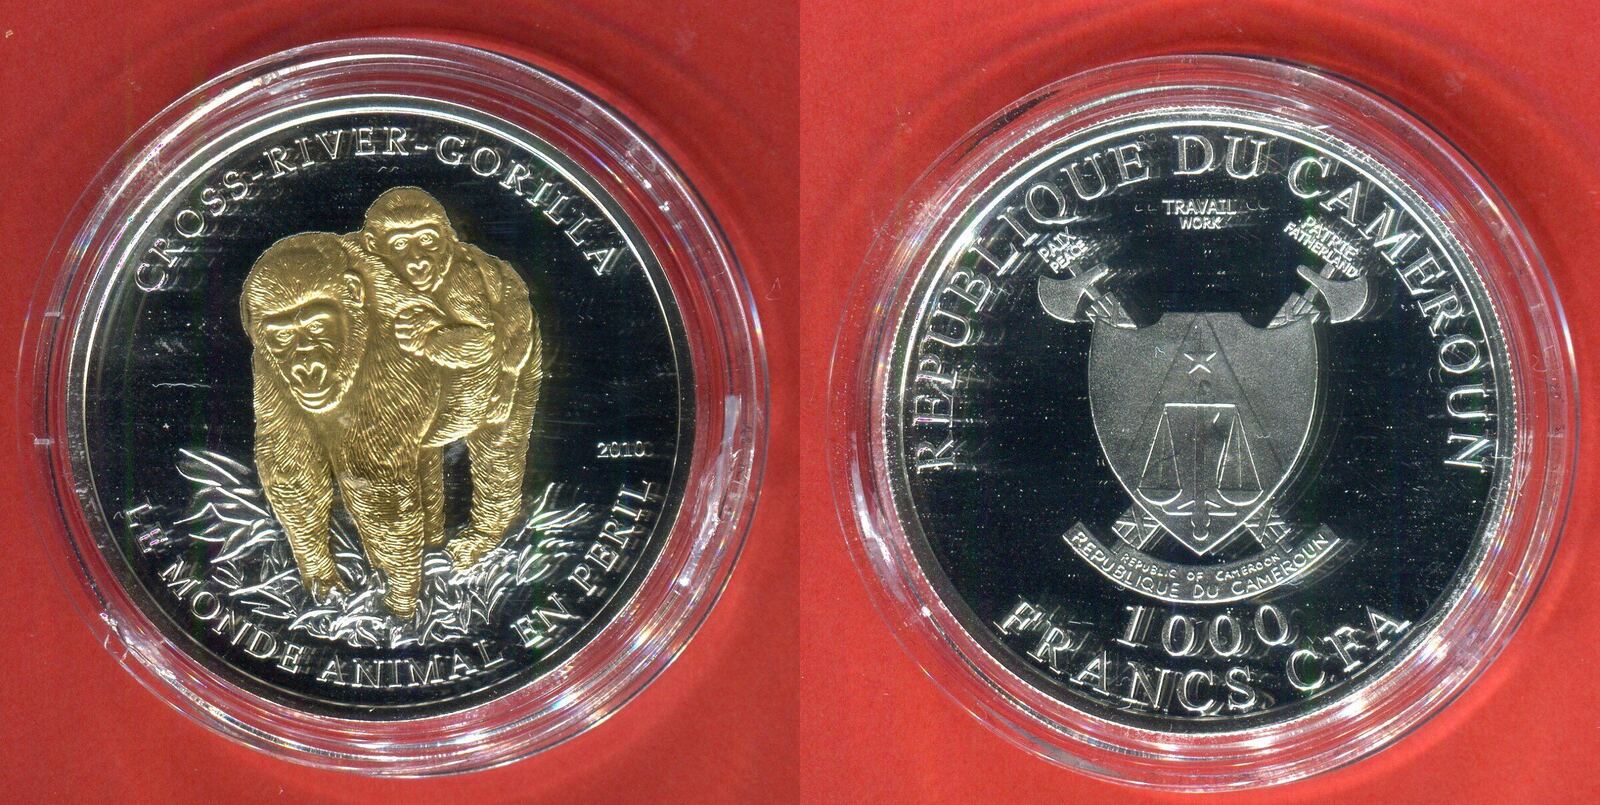 CROSS-RIVER-GORILLA
2010
LE MONDE ANIMAL EN PERIL
REPUBLIQUE DU CAMEROUN
TRAVAIL
WORK
PAIX
PEACE
PATRIE
FATHERLAND
REPUBLIC OF CAMEROON
REPUBLIQUE DU CAMEROUN
1000
FRANCS CFA